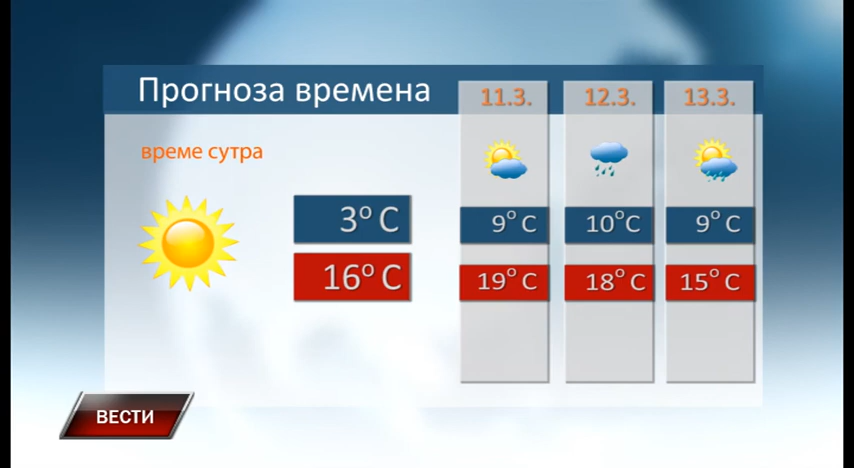 Прогноза времена
11.3.
12.3.
13.3.
време сутра
3° C
9° C
10°C
9° C
16° C
19° C
18° C
15° C
ВЕСТИ